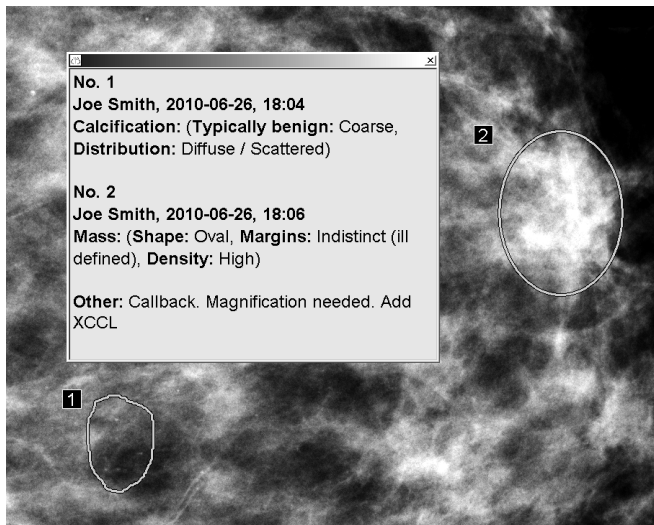 No. 1
Joe Smith, 2010-06-26, 18:04
Calcification: (Typically benign: Coarse,
Distribution: Diffuse / Scattered)
No. 2
Joe Smith, 2010-06-26, 18:06
Mass: (Shape: Oval, Margins: Indistinct (ill
defined), Density: High)
Other: Callback. Magnification needed. Add
XCCL
2
1